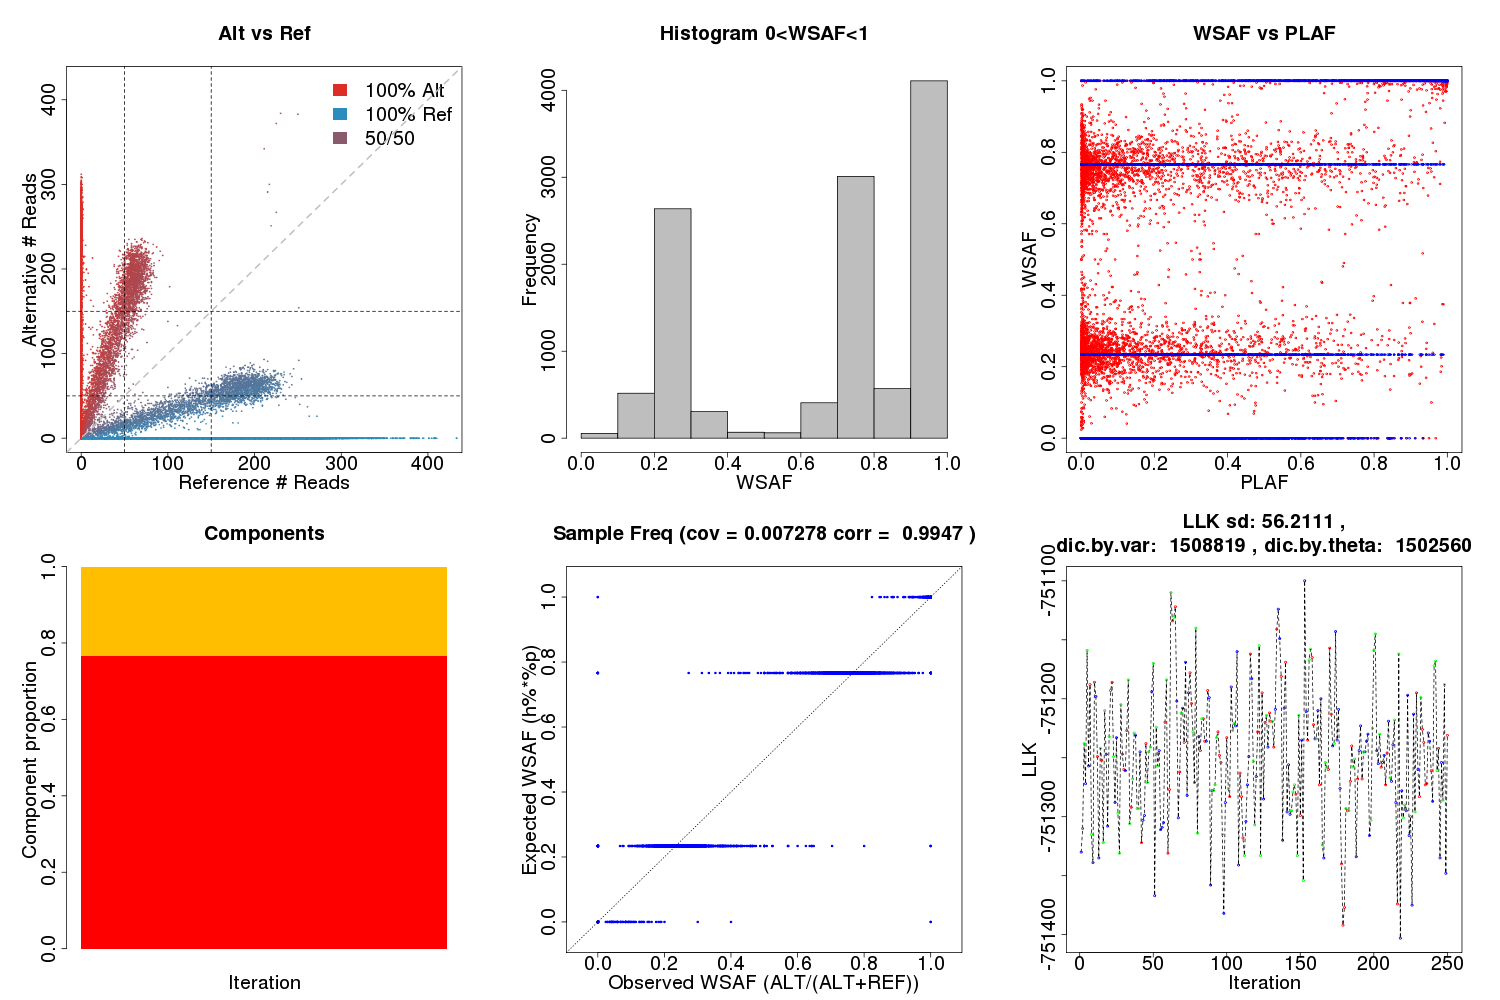 Alt vs Ref
100% Alt
100% Ref
50/50
Alternative # Reads
0 100 200 300 400
0 100 200 300 400
Reference # Reads
Histogram 0<WSAF<1
Frequency
0 1000 2000 3000 4000
0.0 0.2 0.4 0.6 0.8 1.0
WSAF
WSAF vs PLAF
WSAF
0.0 0.2 0.4 0.6 0.8 1.0
0.0 0.2 0.4 0.6 0.8 1.0
PLAF
Components
Component proportion
0.0 0.2 0.4 0.6 0.8 1.0
Iteration
Sample Freq (cov = 0.007278 corr = 0.9947 )
Expected WSAF (h%*%p)
0.0 0.2 0.4 0.6 0.8 1.0
0.0 0.2 0.4 0.6 0.8 1.0
Observed WSAF (ALT/(ALT+REF))
LLK sd: 56.2111 ,
dic.by.var: 1508819 , dic.by.theta: 1502560
LLK
-751400 -751300 -751200 -751100
0 50 100 150 200 250
Iteration